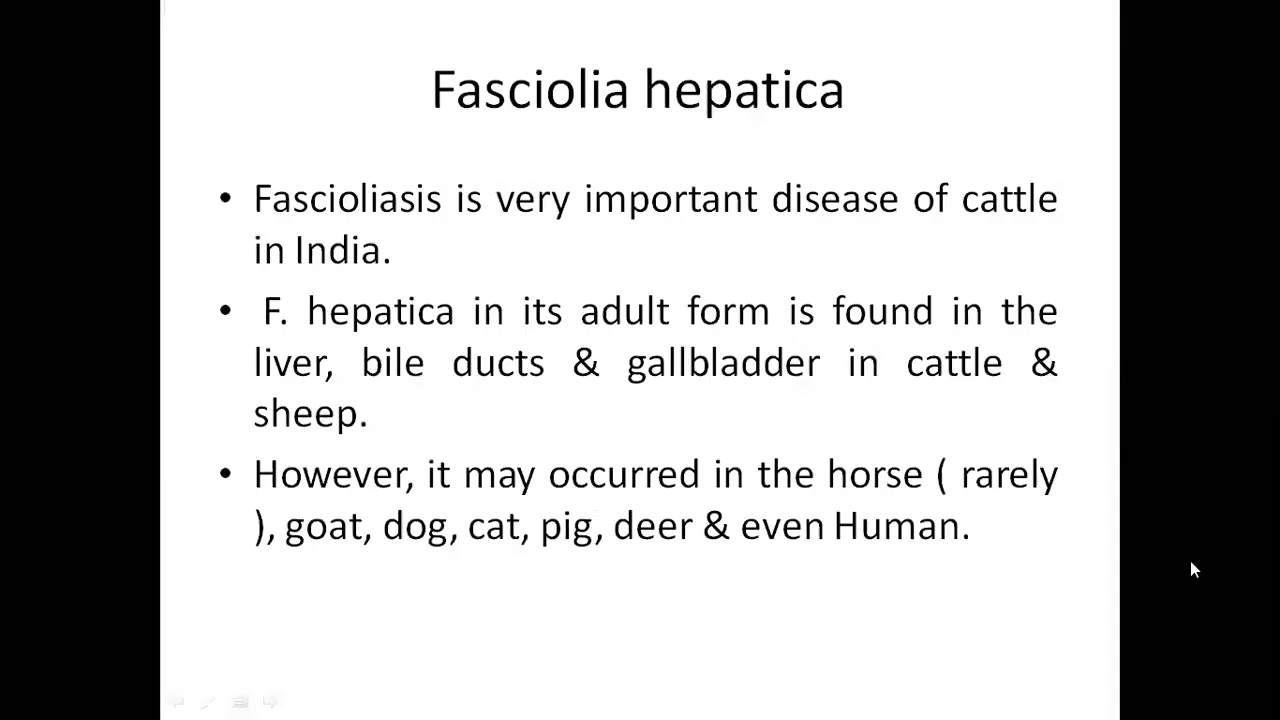 Fasciolia hepatica
• Fascioliasis is very important disease of cattle
in India.
• F. hepatica in its adult form is found in the
liver, bile ducts & gallbladder in cattle &
sheep.
• However, it may occurred in the horse ( rarely
), goat, dog, cat, pig, deer & even Human.